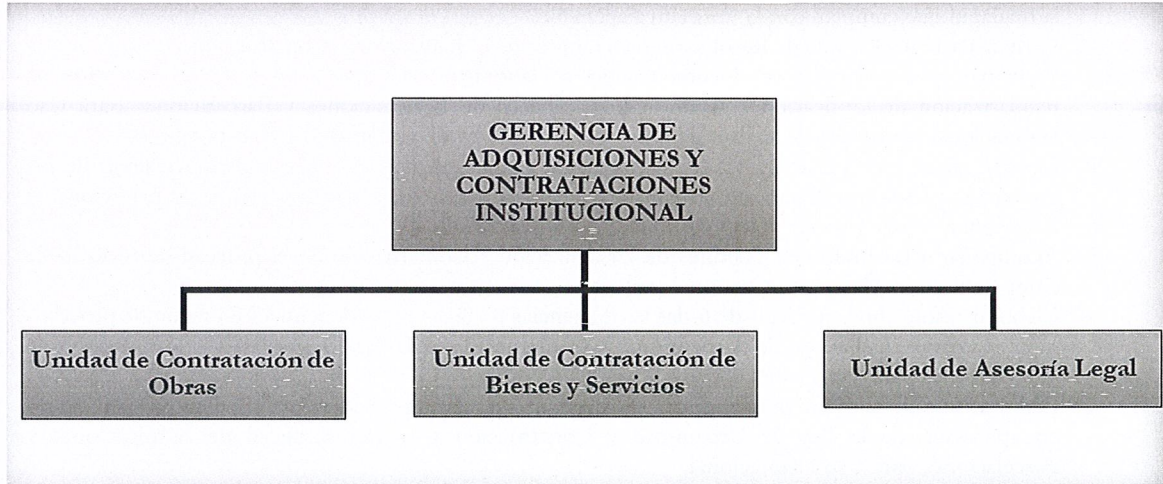 GERENCIA DE
ADQUISICIONES Y
CONTRATACIONES
INSTITUCIONAL
Unidad de Contratación de
Obras
Unidad de Contratación de
Bienes y Servicios
Unidad de Asesoría Legal